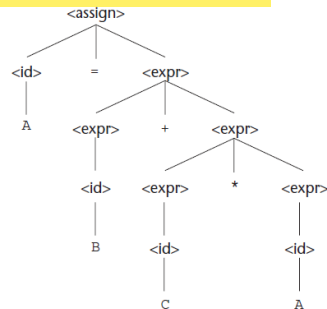 <assign>
<id> = <expr>
A <expr> + <expr>
<id> <expr> * <expr>
B <id> <id>
C A